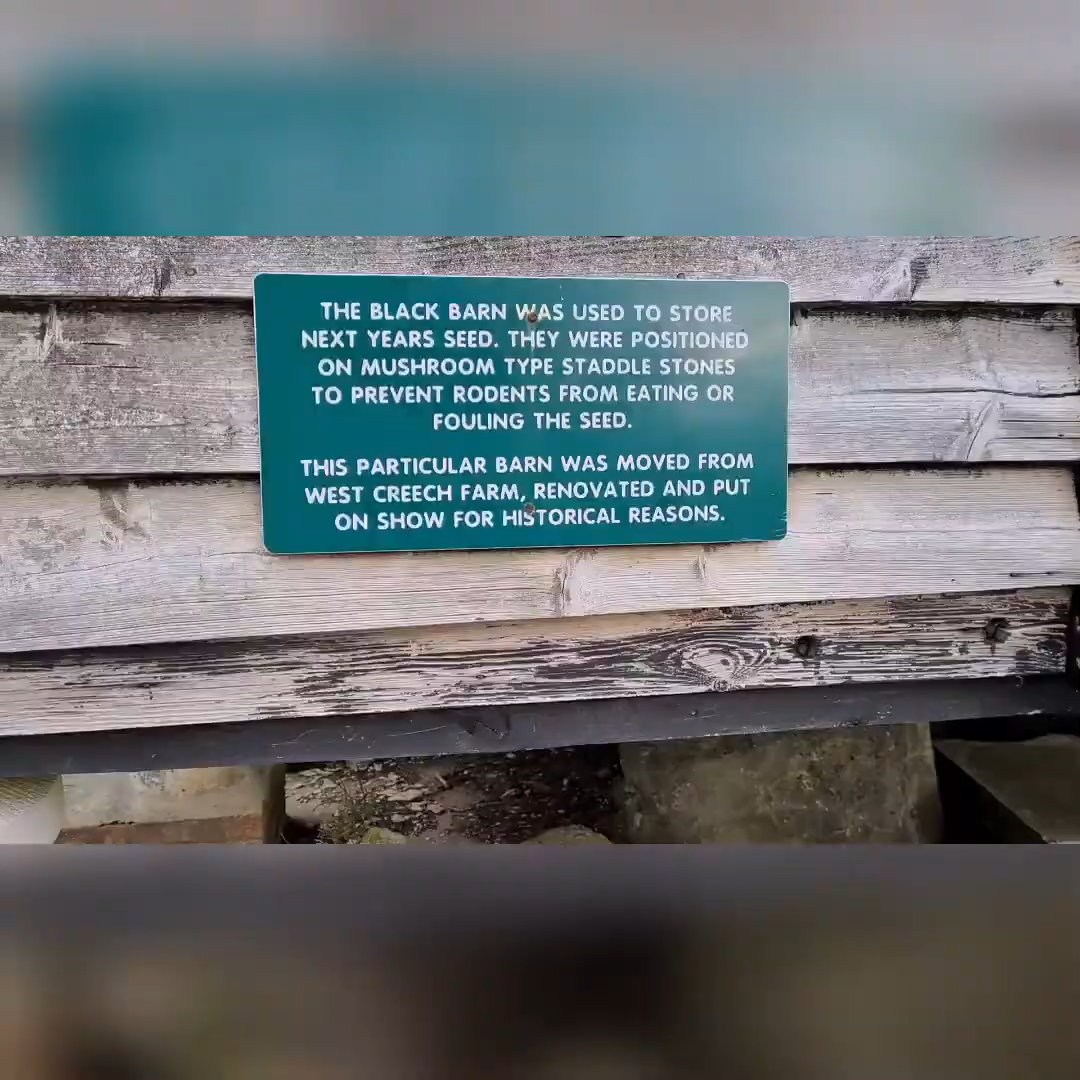 THE BLACK BARN WAS USED TO STORE
NEXT YEARS SEED. THEY WERE POSITIONED
ON MUSHROOM TYPE STADDLE STONES
TO PREVENT RODENTS FROM EATING OR
FOULING THE SEED.
THIS PARTICULAR BARN WAS MOVED FROM
WEST CREECH FARM, RENOVATED AND PUT
ON SHOW FOR HISTORICAL REASONS.